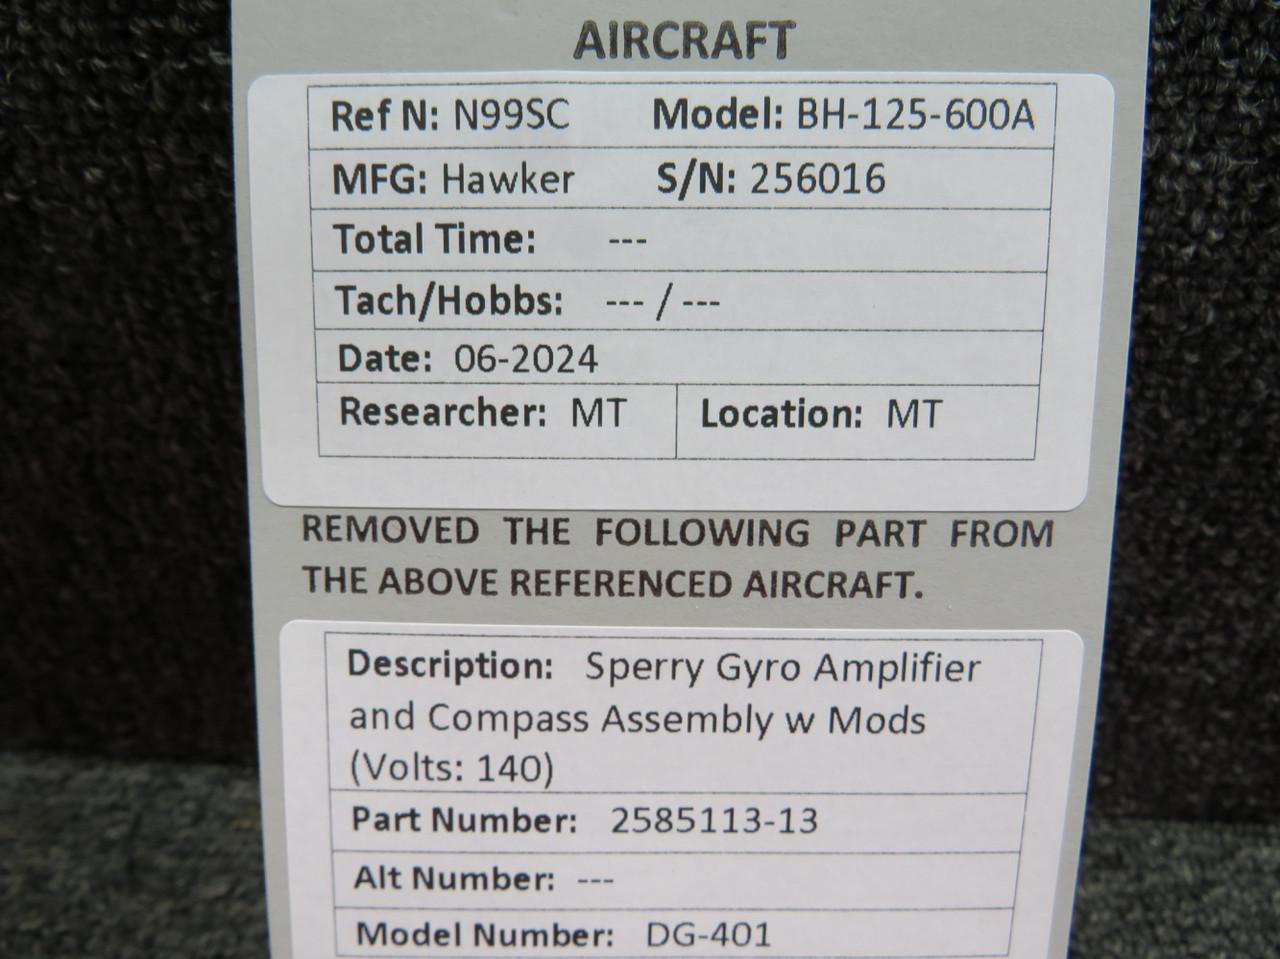 AIRCRAFT
Ref N: N99SC Model: BH-125-600A
MFG: Hawker S/N: 256016
Total Time: ---
Tach/Hobbs: --- / ---
Date: 06-2024
Researcher: MT Location: MT
REMOVED THE FOLLOWING PART FROM
THE ABOVE REFERENCED AIRCRAFT.
Description: Sperry Gyro Amplifier
and Compass Assembly w Mods
(Volts: 140)
Part Number: 2585113-13
Alt Number: ---
Model Number: DG-401